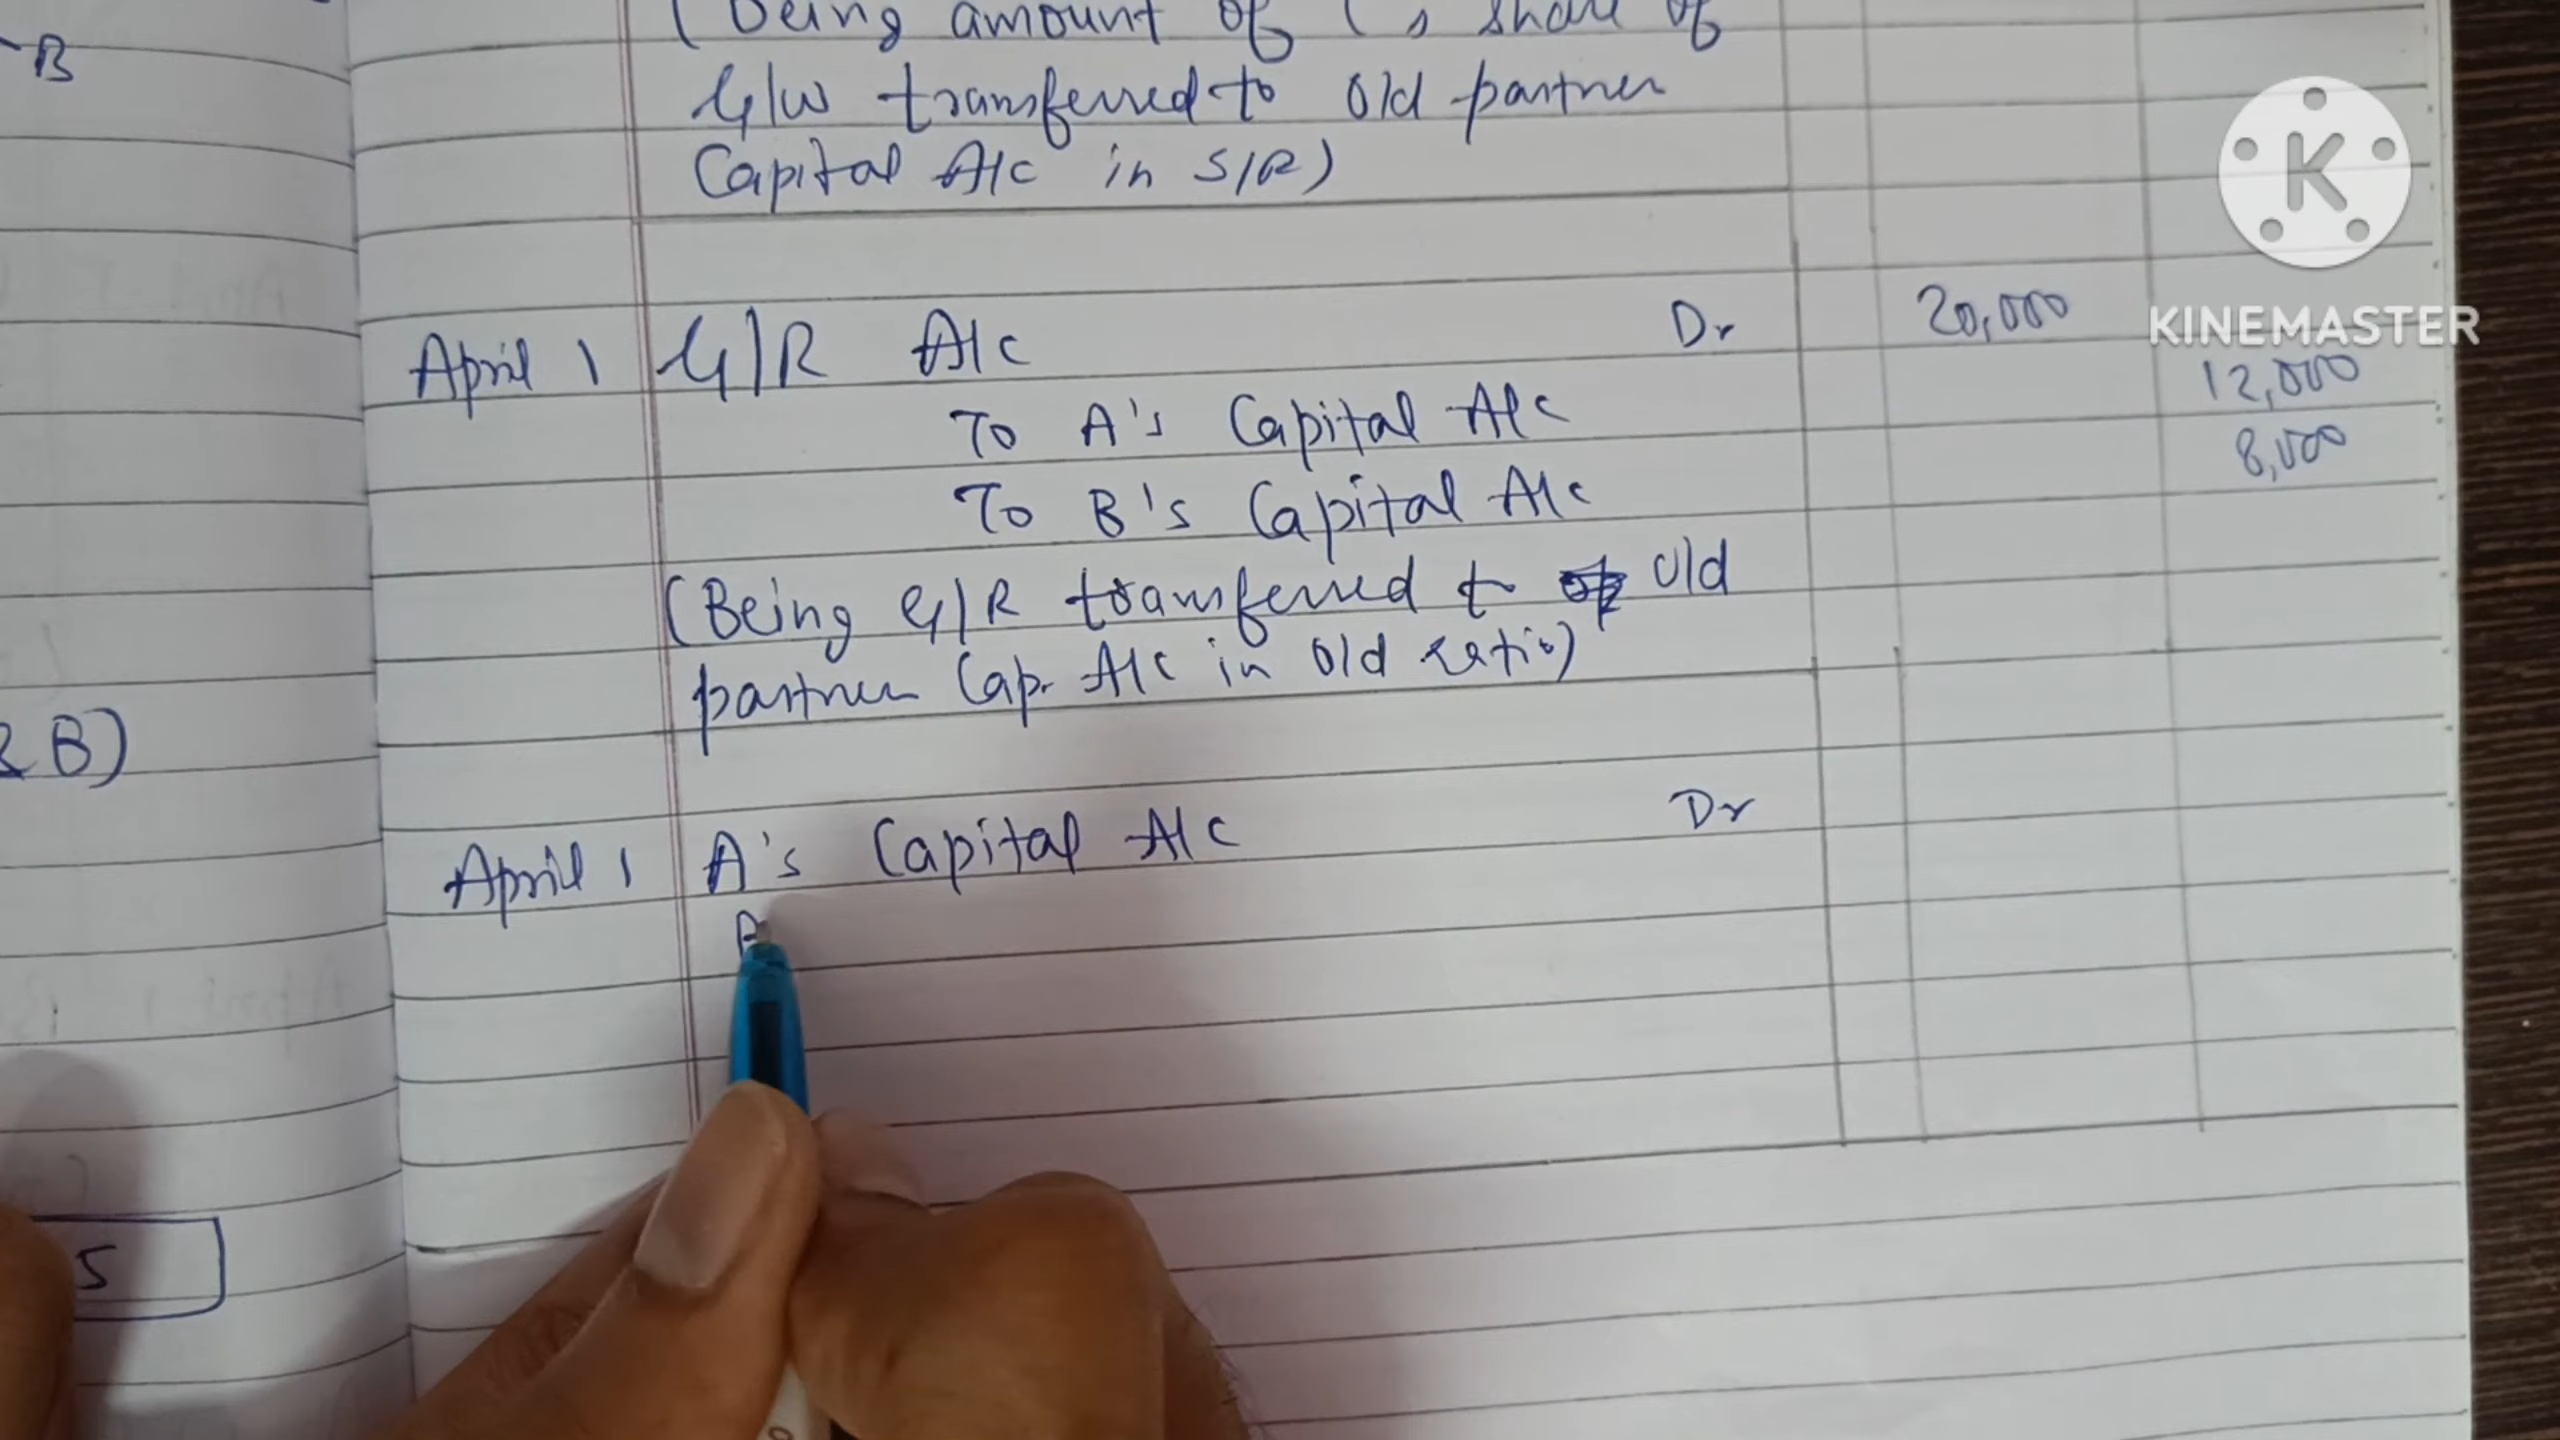 B
(Being amount of C's share of
G/W transferred to old partner
Capital A/c in S/R)
KINEMASTER
April 1 G/R A/c Dr 20,000
To A's Capital A/c 12,000
To B's Capital A/c 8,000
(Being G/R transferred to old
partner Cap. A/c in old ratio)
& B)
April 1 A's Capital A/c Dr
5